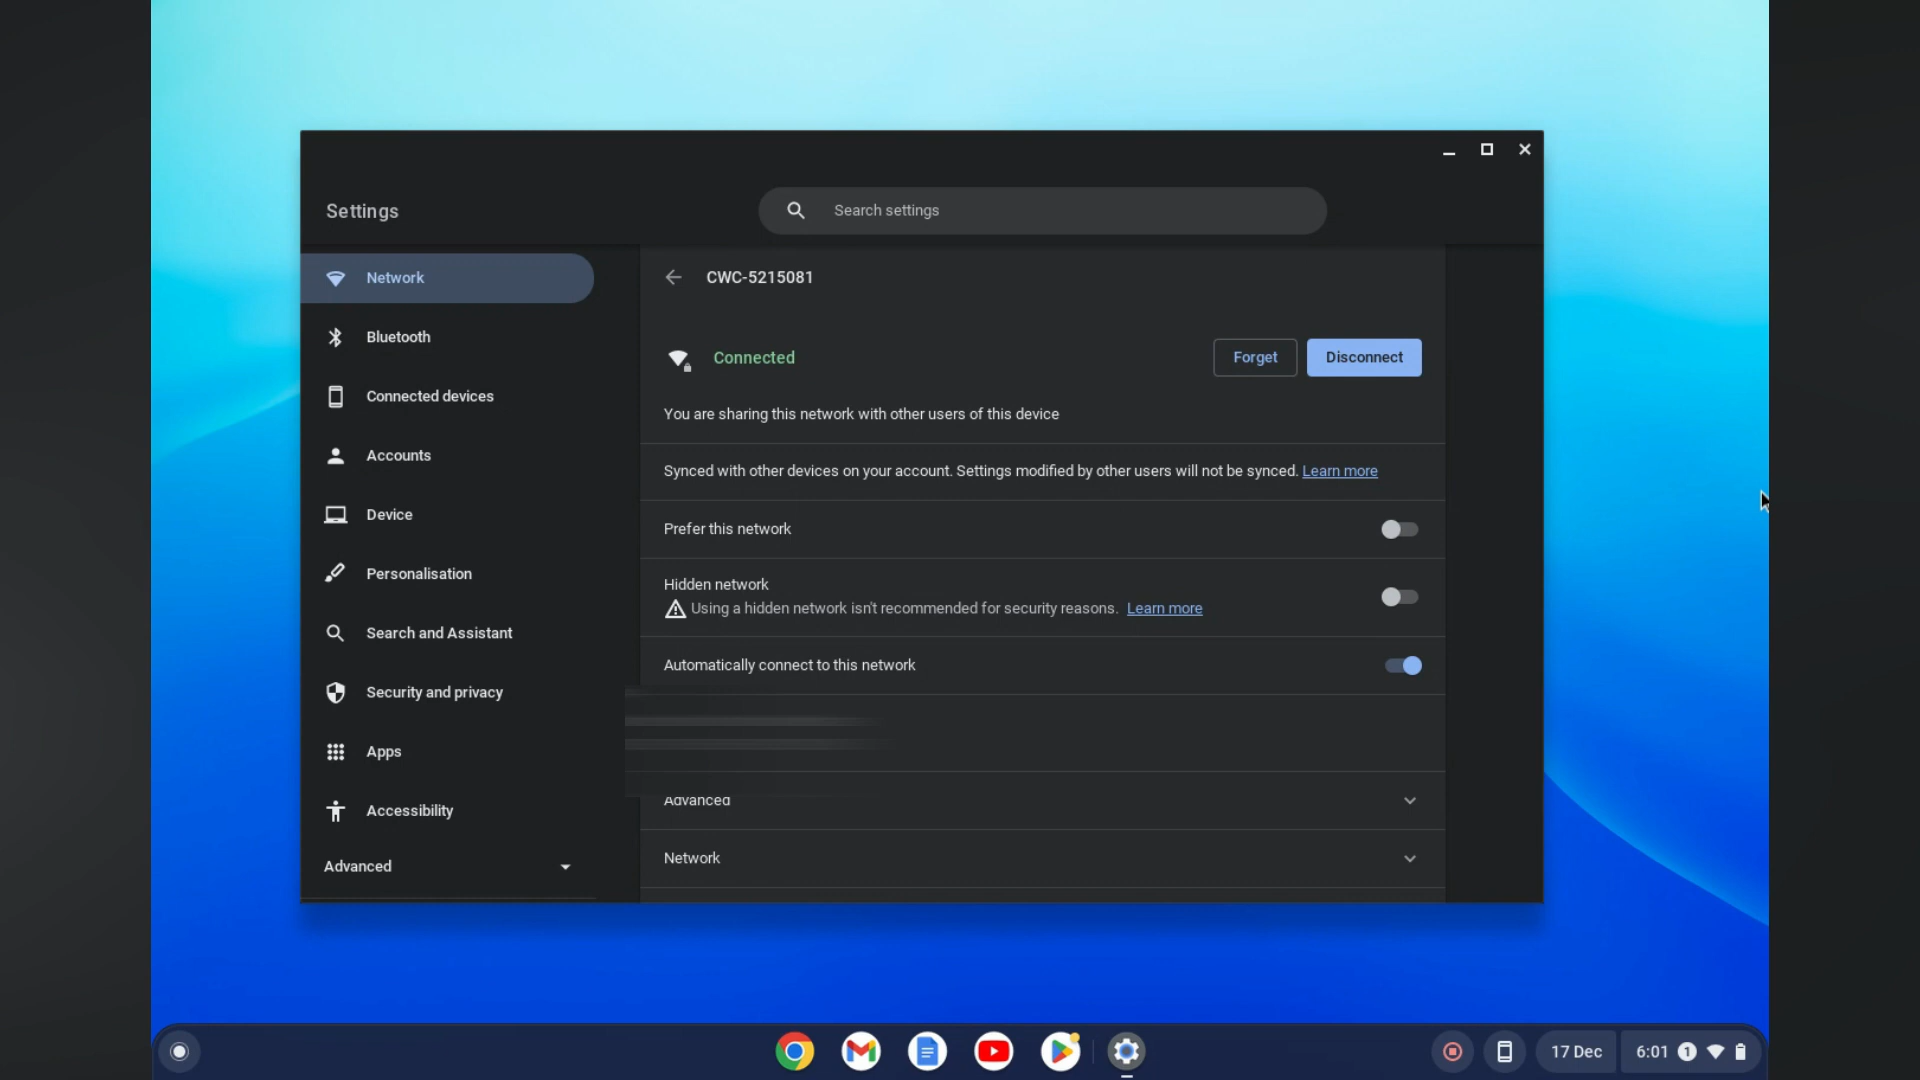 Settings
Search settings
Network
Bluetooth
Connected devices
Accounts
Device
Personalisation
Search and Assistant
Security and privacy
Apps
Accessibility
Advanced
CWC-5215081
Connected
Forget
Disconnect
You are sharing this network with other users of this device
Synced with other devices on your account. Settings modified by other users will not be synced. Learn more
Prefer this network
Hidden network
Using a hidden network isn't recommended for security reasons. Learn more
Automatically connect to this network
Advanced
Network
17 Dec
6:01
1